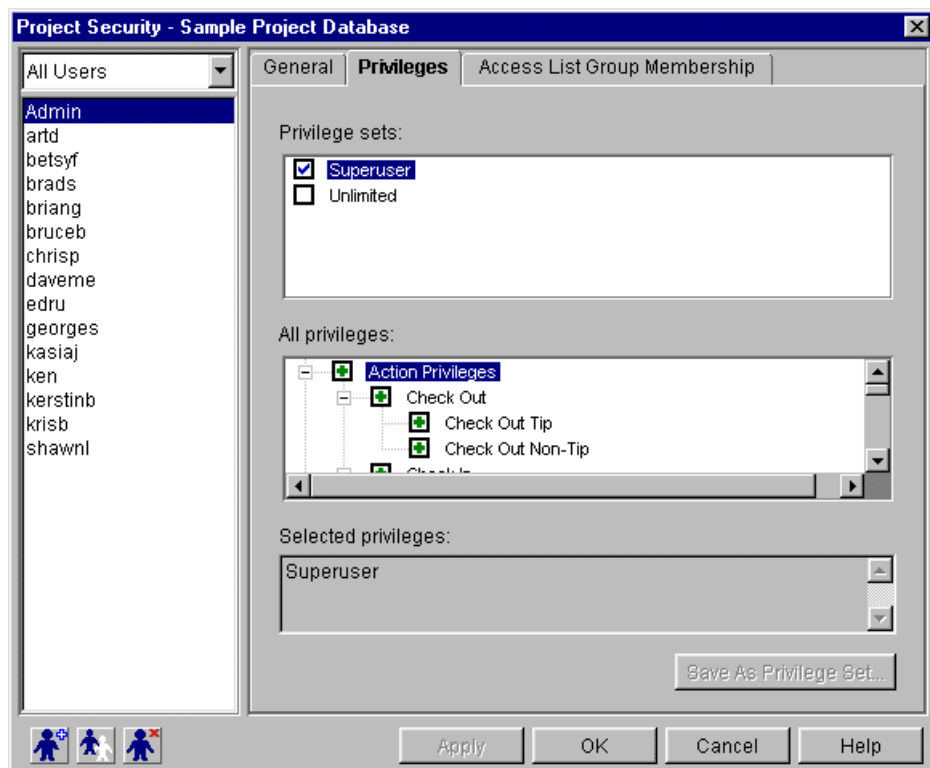 Project Security - Sample Project Database
All Users
General
Privileges
Access List Group Membership
Admin
artd
betsyf
brads
briang
bruceb
chrisp
daveme
edru
georges
kasiaj
ken
kerstinb
krisb
shawnl
Privilege sets:
Superuser
Unlimited
All privileges:
Action Privileges
Check Out
Check Out Tip
Check Out Non-Tip
Check In
Selected privileges:
Superuser
Save As Privilege Set...
Apply
OK
Cancel
Help